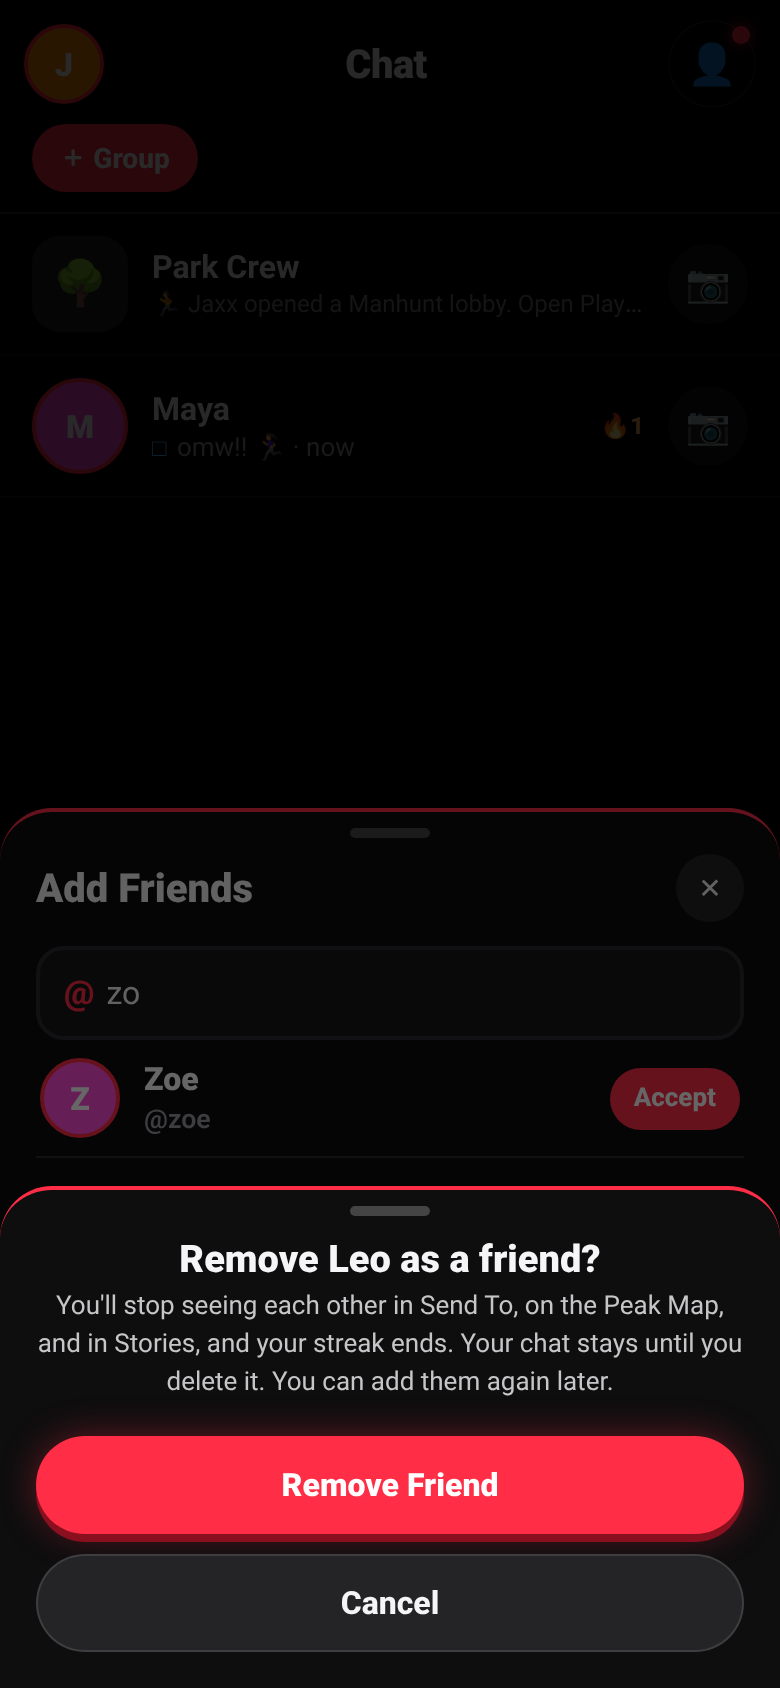 J
Chat
+ Group
Park Crew
🏃 Jaxx opened a Manhunt lobby. Open Play...
M
Maya
□ omw!! 🏃‍♀️ · now
🔥1
Add Friends
✕
@ zo
Z
Zoe
@zoe
Accept
Remove Leo as a friend?
You'll stop seeing each other in Send To, on the Peak Map,
and in Stories, and your streak ends. Your chat stays until you
delete it. You can add them again later.
Remove Friend
Cancel